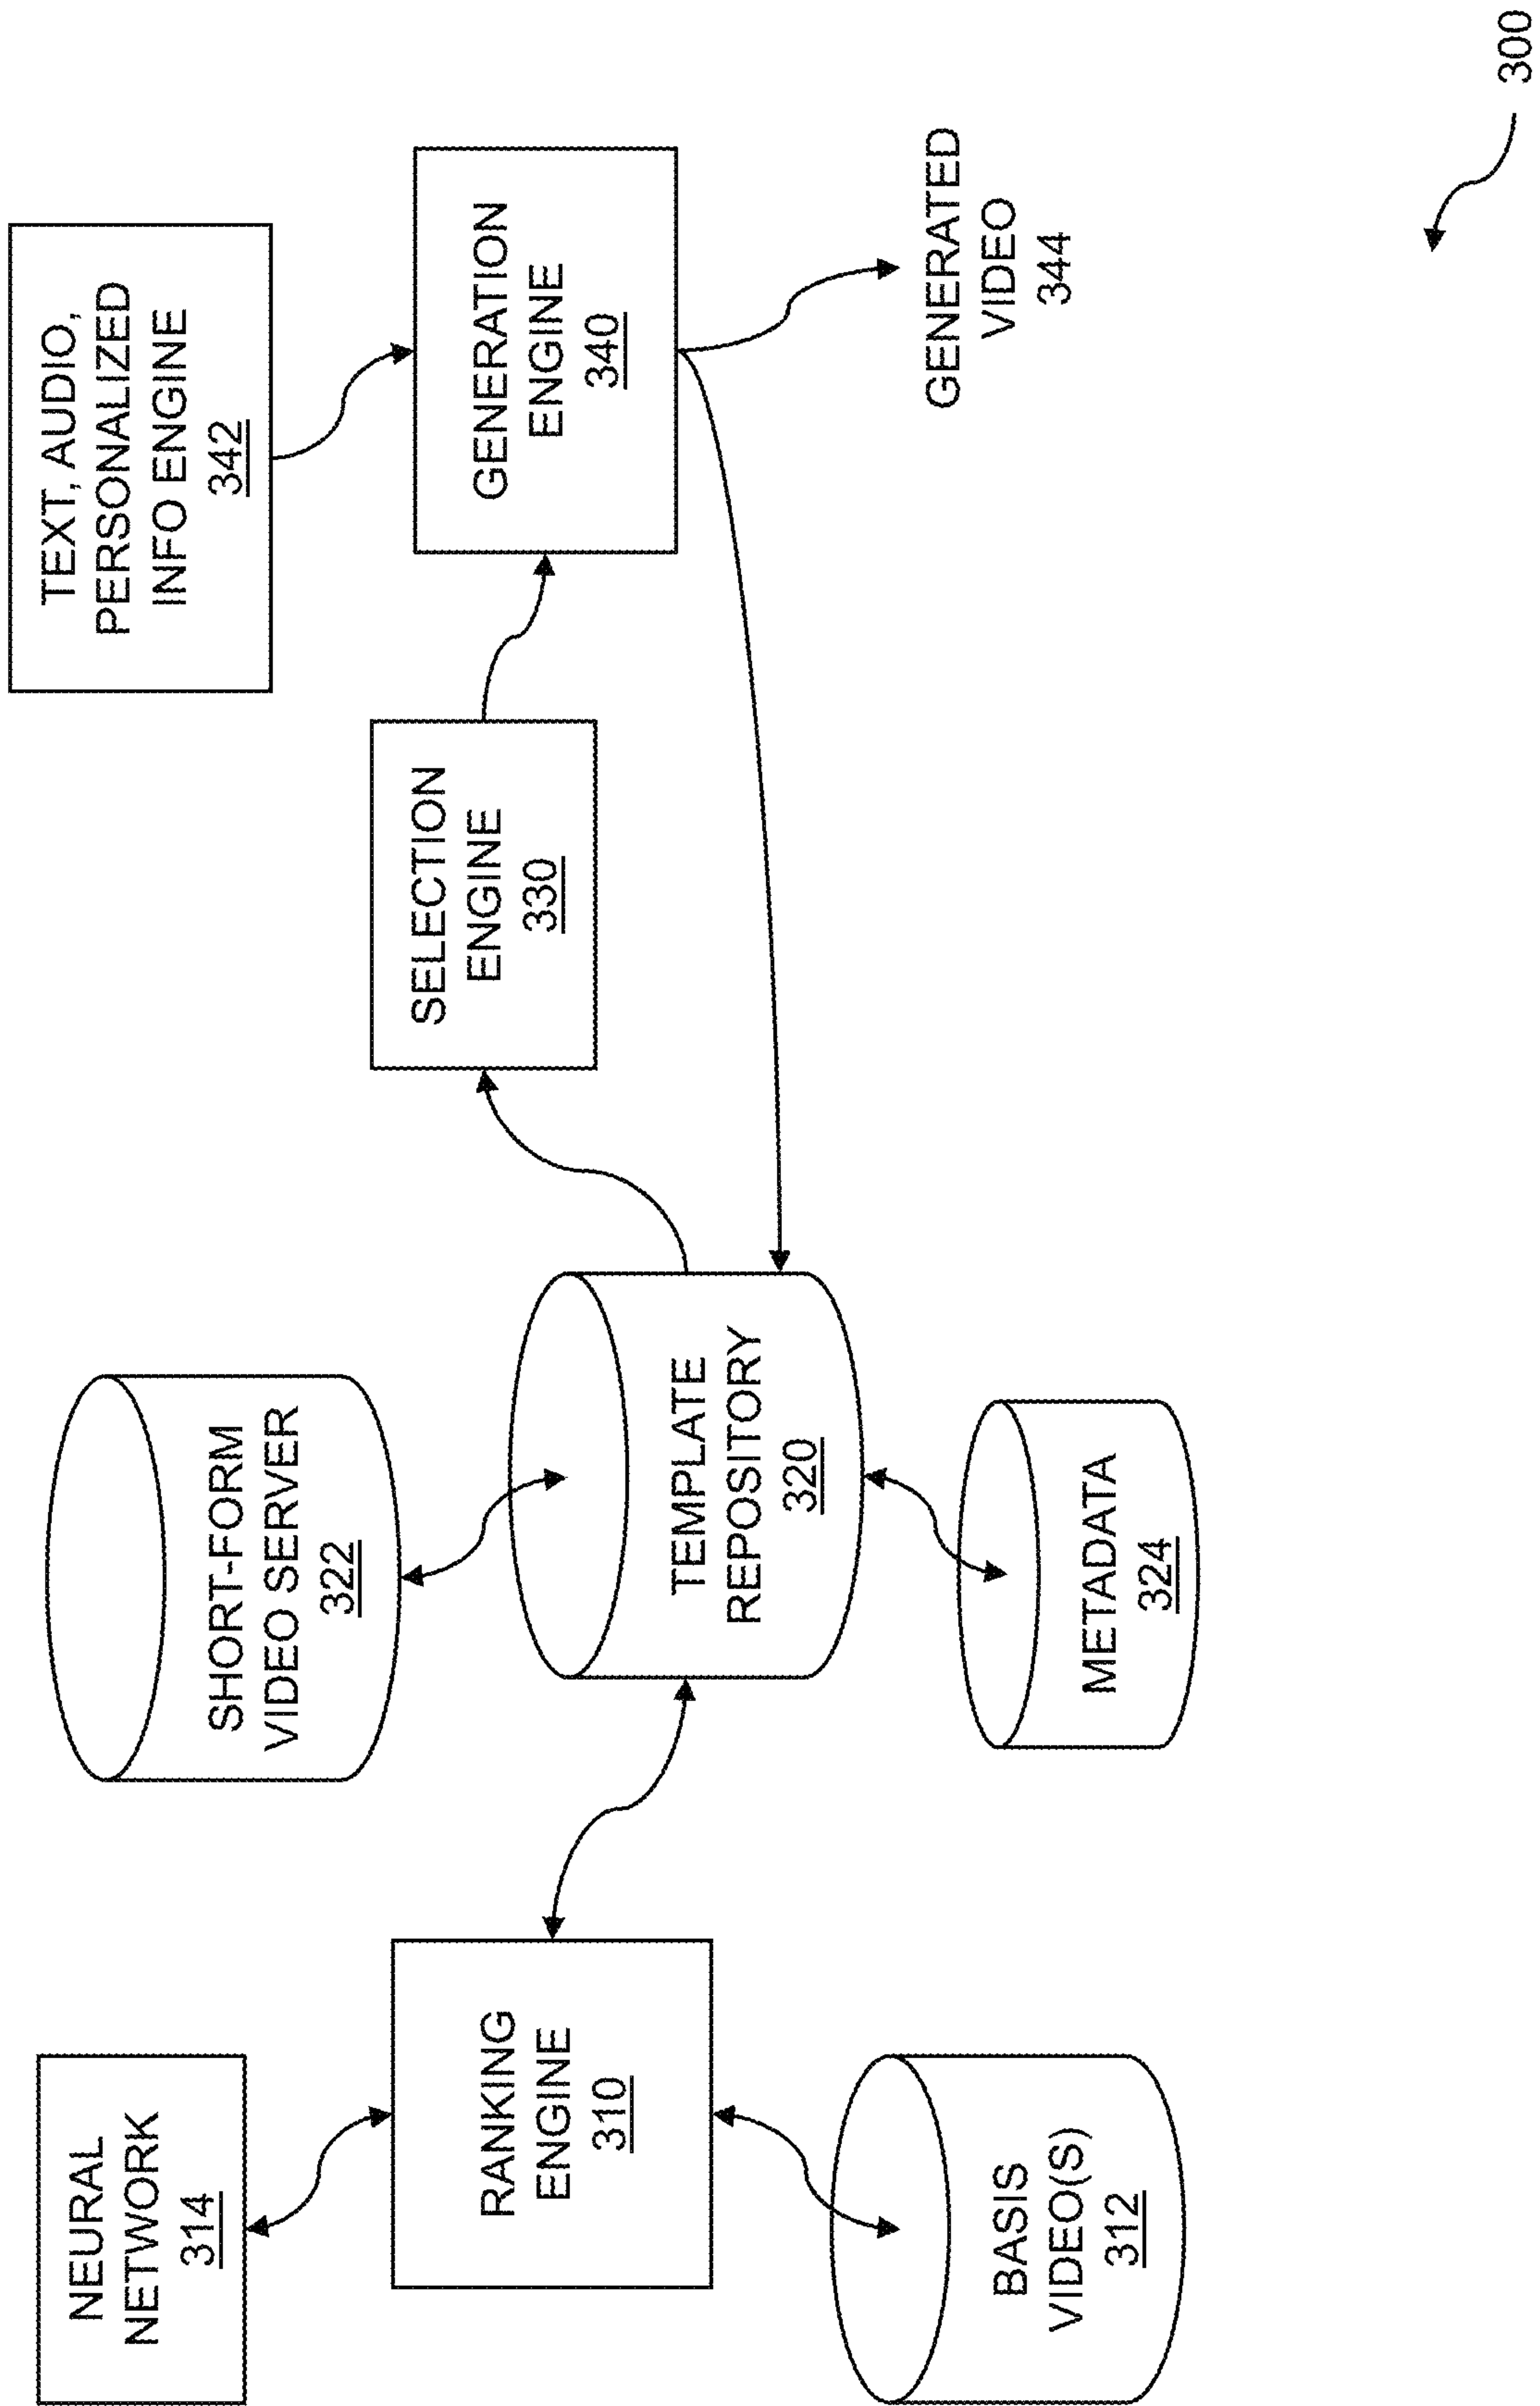 NEURAL
NETWORK
314
RANKING
ENGINE
310
BASIS
VIDEO(S)
312
SHORT-FORM
VIDEO SERVER
322
TEMPLATE
REPOSITORY
320
METADATA
324
SELECTION
ENGINE
330
TEXT, AUDIO,
PERSONALIZED
INFO ENGINE
342
GENERATION
ENGINE
340
GENERATED
VIDEO
344
300